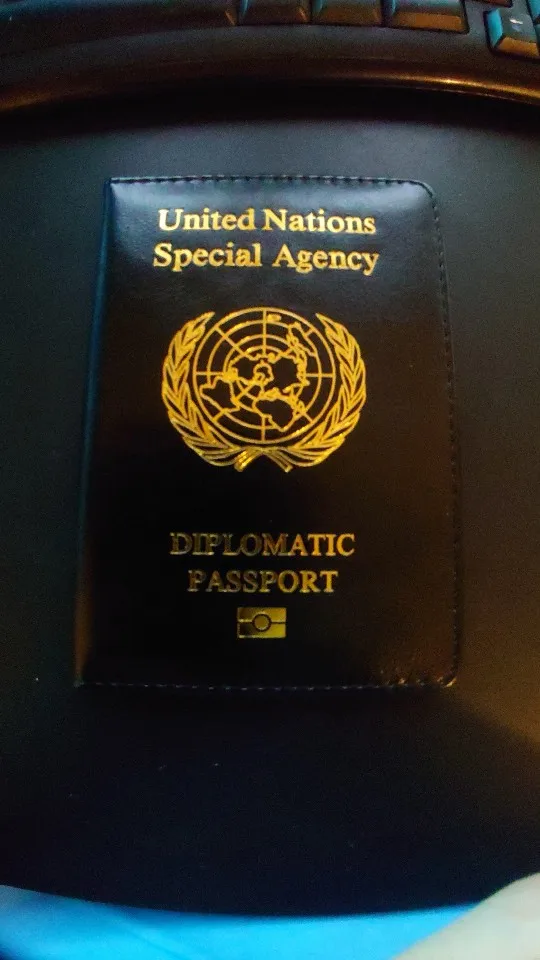 United Nations
Special Agency
DIPLOMATIC
PASSPORT